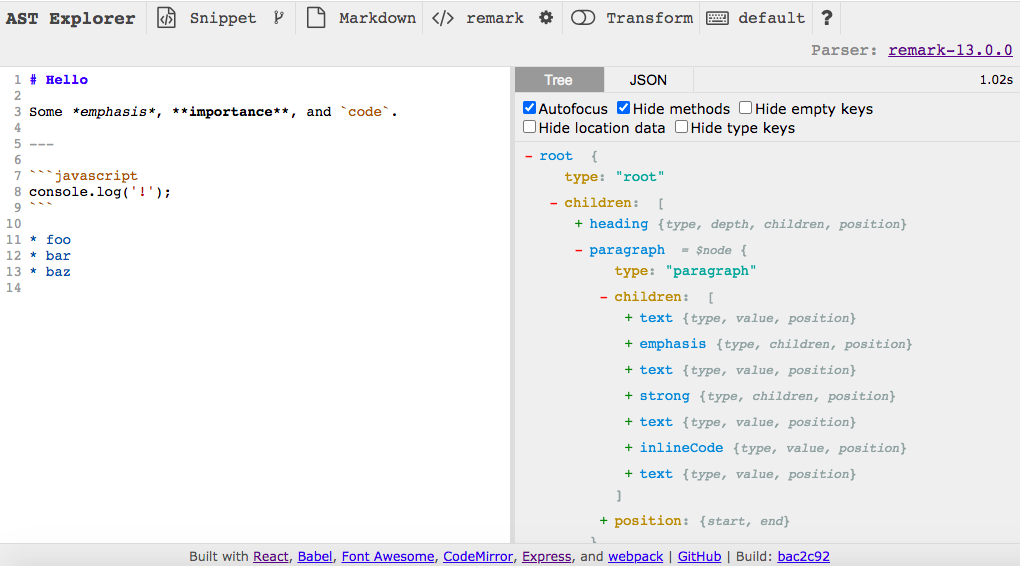 AST Explorer Snippet Markdown </> remark Transform default ?
Parser: remark-13.0.0
1 # Hello
2
3 Some *emphasis*, **importance**, and `code`.
4
5 ---
6
7 ```javascript
8 console.log('!');
9 ```
10
11 * foo
12 * bar
13 * baz
14
Tree JSON 1.02s
Autofocus Hide methods Hide empty keys
Hide location data Hide type keys
- root {
type: "root"
- children: [
+ heading {type, depth, children, position}
- paragraph = $node {
type: "paragraph"
- children: [
+ text {type, value, position}
+ emphasis {type, children, position}
+ text {type, value, position}
+ strong {type, children, position}
+ text {type, value, position}
+ inlineCode {type, value, position}
+ text {type, value, position}
]
+ position: {start, end}
}
Built with React, Babel, Font Awesome, CodeMirror, Express, and webpack | GitHub | Build: bac2c92